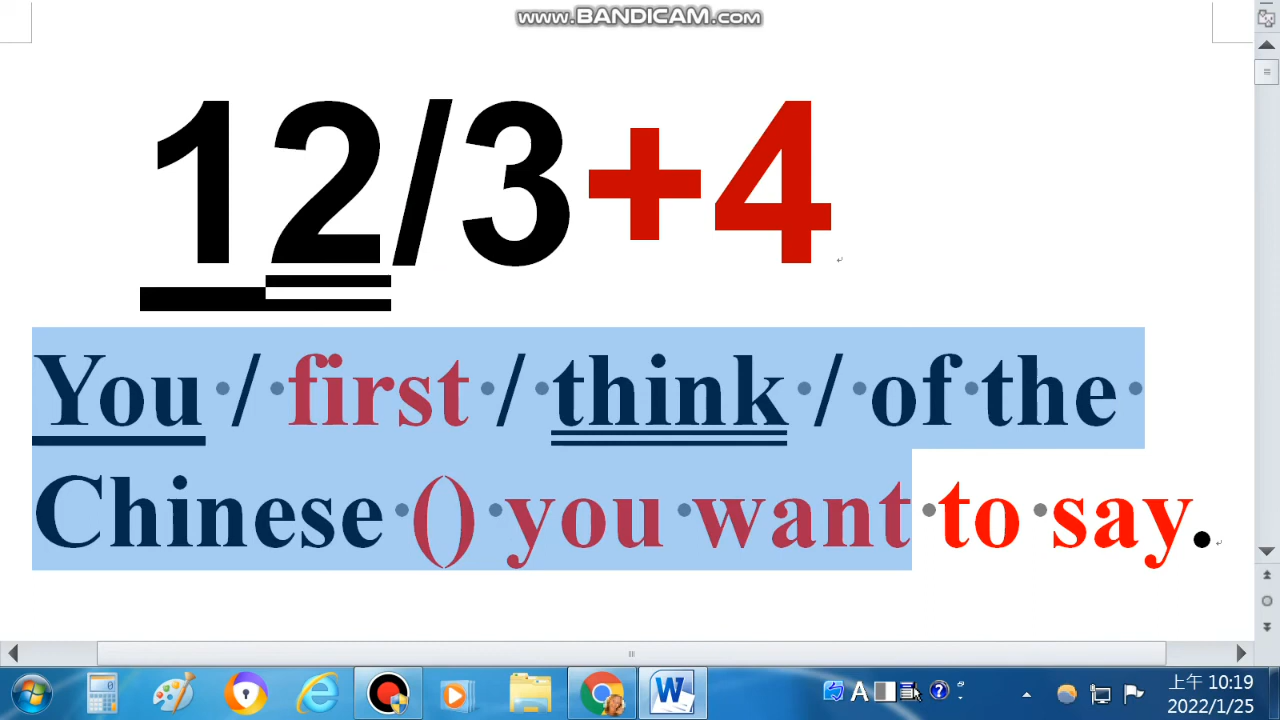 www.BANDICAM.com
12/3+4
You / first / think / of the
Chinese () you want to say.
上午 10:19
2022/1/25